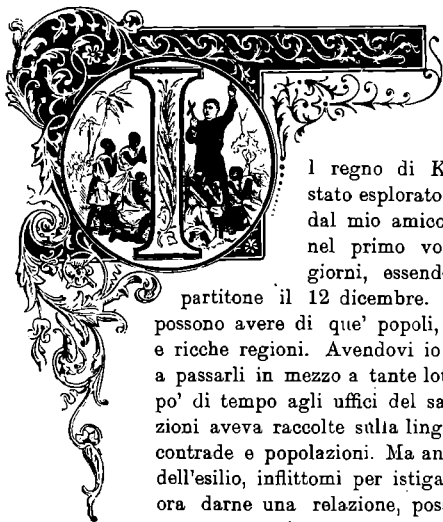 Il regno di K
stato esplorato
dal mio amico
nel primo vo
giorni, essend
partitone il 12 dicembre.
possono avere di que' popoli,
e ricche regioni. Avendovi io
a passarli in mezzo a tante lot
po' di tempo agli uffici del sa
zioni aveva raccolte sulla ling
contrade e popolazioni. Ma an
dell'esilio, inflittomi per istiga
ora darne una relazione, pos